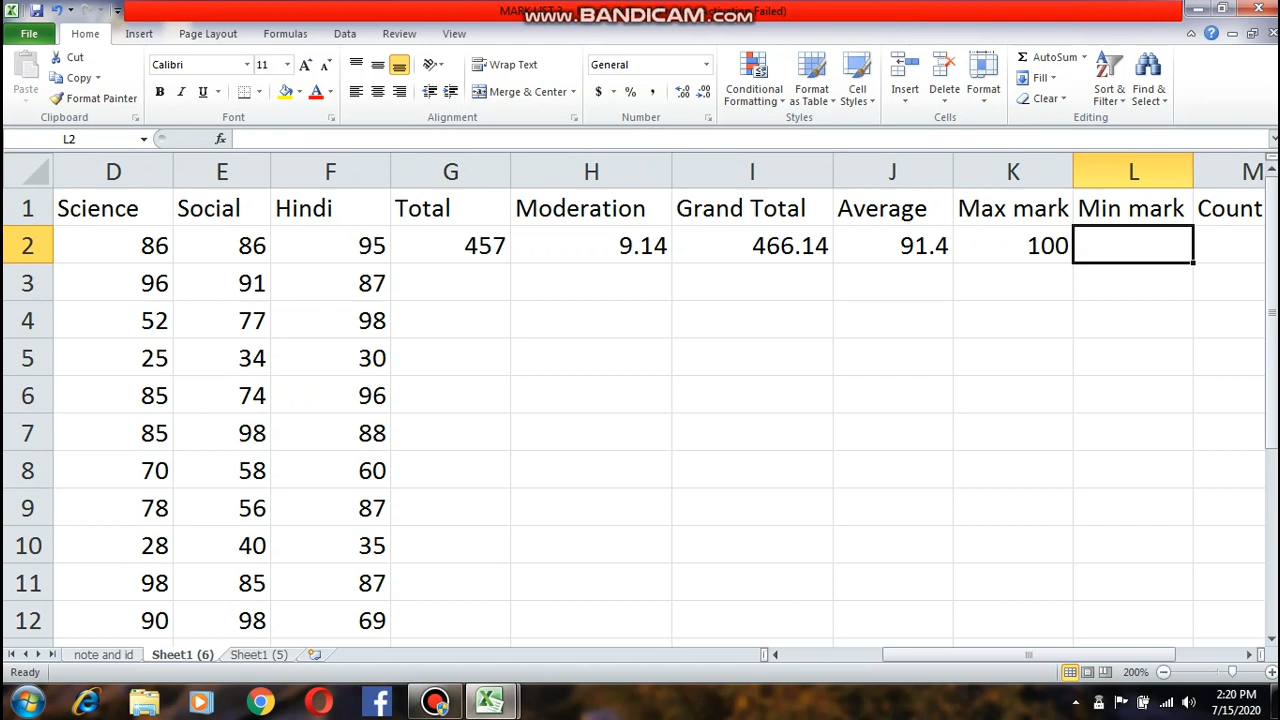 MARK LIST 2
www.BANDICAM.com
Activation Failed)
File Home Insert Page Layout Formulas Data Review View
Paste Cut Copy Format Painter
Calibri 11 Wrap Text General Conditional Formatting Format as Table Cell Styles Insert Delete Format AutoSum Fill Clear Sort & Filter Find & Select
B I U Merge & Center $ % ,
Clipboard Font Alignment Number Styles Cells Editing
L2 fx
D E F G H I J K L M
1 Science Social Hindi Total Moderation Grand Total Average Max mark Min mark Count
2 86 86 95 457 9.14 466.14 91.4 100
3 96 91 87
4 52 77 98
5 25 34 30
6 85 74 96
7 85 98 88
8 70 58 60
9 78 56 87
10 28 40 35
11 98 85 87
12 90 98 69
note and id Sheet1 (6) Sheet1 (5)
Ready 200%
2:20 PM
7/15/2020